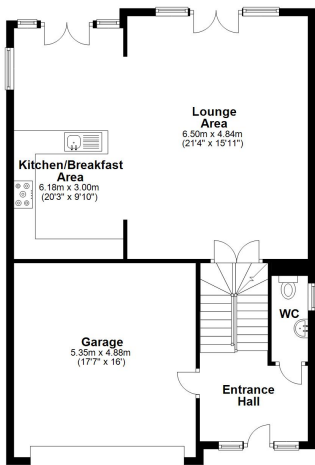 Lounge
Area
6.50m x 4.84m
(21'4" x 15'11")
Kitchen/Breakfast
Area
6.18m x 3.00m
(20'3" x 9'10")
WC
Garage
5.35m x 4.88m
(17'7" x 16')
Entrance
Hall